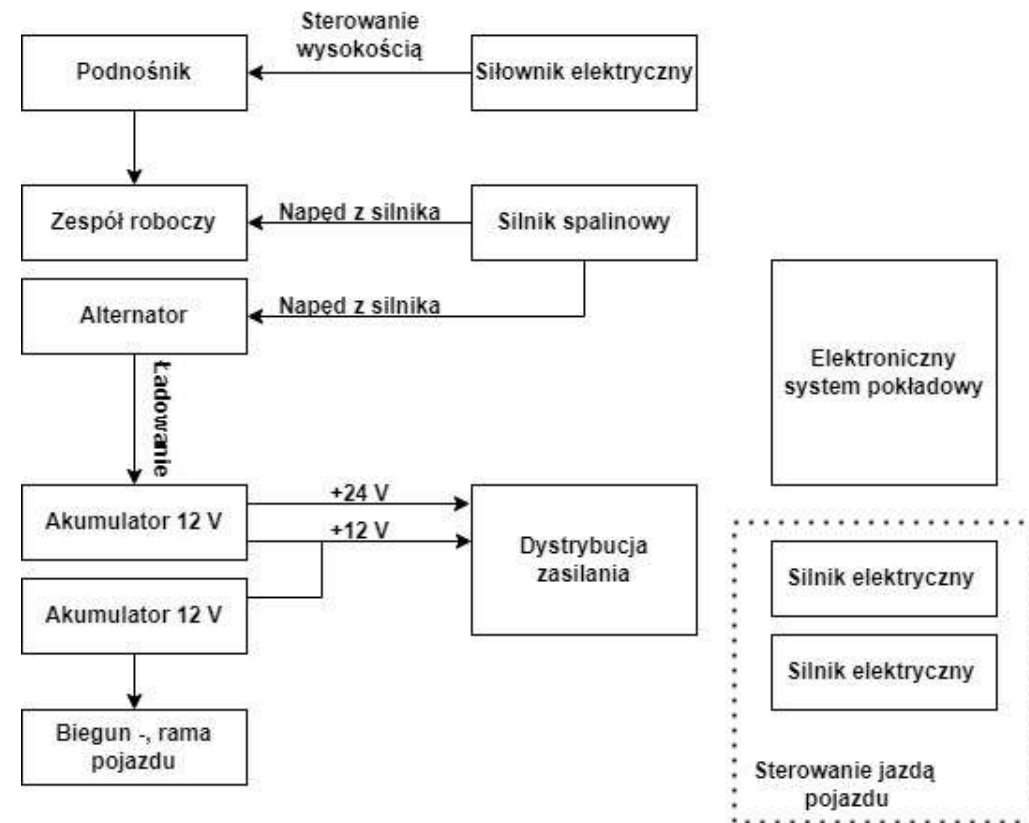 Sterowanie
wysokością
Podnośnik
Siłownik elektryczny
Zespół roboczy
Napęd z silnika
Silnik spalinowy
Alternator
Napęd z silnika
Ładowanie
Elektroniczny
system pokładowy
Akumulator 12 V
+24 V
+12 V
Dystrybucja
zasilania
Akumulator 12 V
Silnik elektryczny
Silnik elektryczny
Biegun -, rama
pojazdu
Sterowanie jazdą
pojazdu